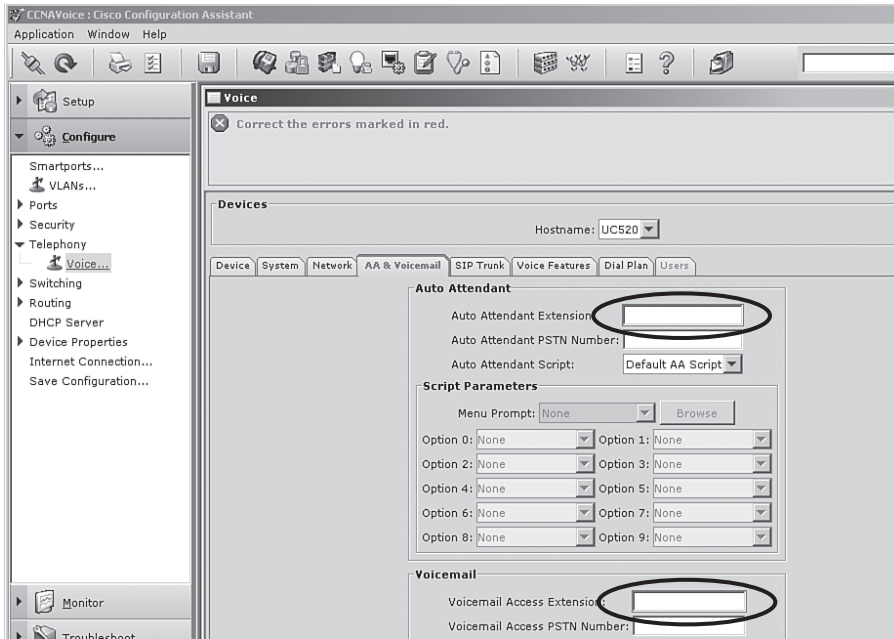 CCNAVoice : Cisco Configuration Assistant
Application Window Help
Setup
Configure
Smartports...
VLANs...
Ports
Security
Telephony
Voice...
Switching
Routing
DHCP Server
Device Properties
Internet Connection...
Save Configuration...
Monitor
Troubleshoot
Voice
Correct the errors marked in red.
Devices
Hostname: UC520
Device System Network AA & Voicemail SIP Trunk Voice Features Dial Plan Users
Auto Attendant
Auto Attendant Extension:
Auto Attendant PSTN Number:
Auto Attendant Script: Default AA Script
Script Parameters
Menu Prompt: None Browse
Option 0: None Option 1: None
Option 2: None Option 3: None
Option 4: None Option 5: None
Option 6: None Option 7: None
Option 8: None Option 9: None
Voicemail
Voicemail Access Extension:
Voicemail Access PSTN Number: